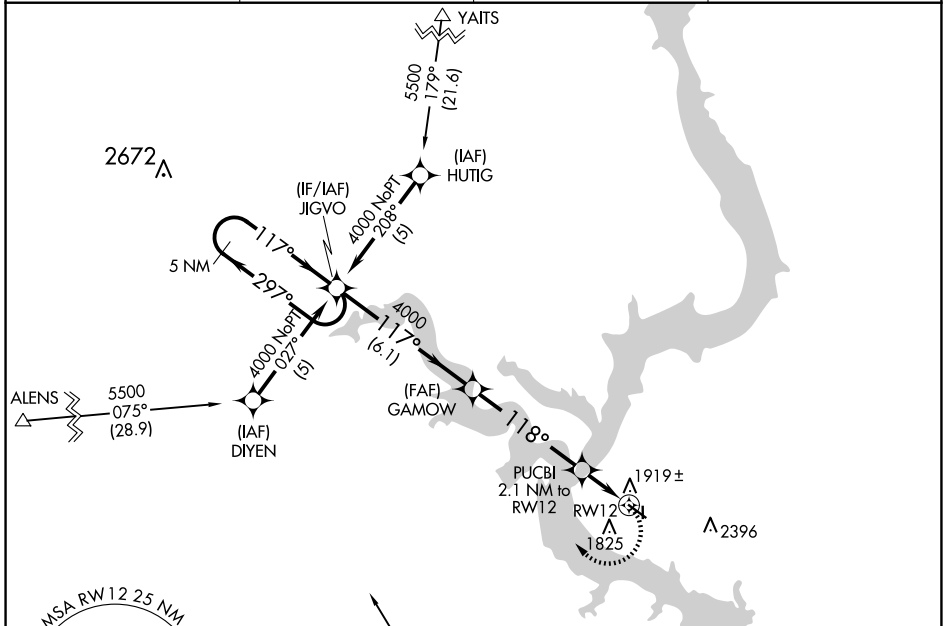 YAITS
5500
179°
(21.6)
2672
(IAF)
HUTIG
(IF/IAF)
JIGVO
4000 NoPT
208°
(5)
117°
5 NM
297°
4000
117°
(6.1)
4000 NoPT
027°
(5)
ALENS
5500
075°
(28.9)
(IAF)
DIYEN
(FAF)
GAMOW
118°
PUCBI
2.1 NM to
RW12
1919±
RW12
1825
2396
MSA RW12 25 NM